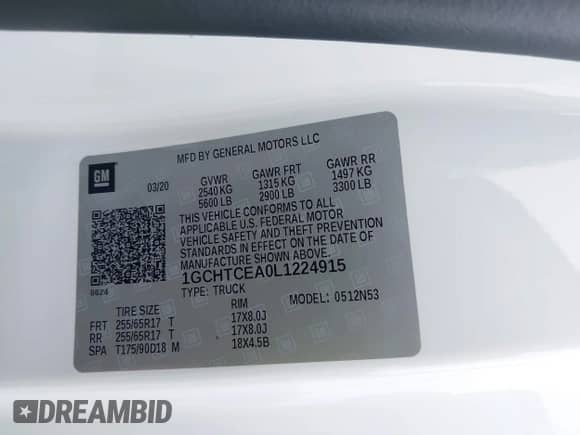 MFD BY GENERAL MOTORS LLC
GM
03/20 GVWR GAWR FRT GAWR RR
2540 KG 1315 KG 1497 KG
5600 LB 2900 LB 3300 LB
THIS VEHICLE CONFORMS TO ALL
APPLICABLE U.S. FEDERAL MOTOR
VEHICLE SAFETY AND THEFT PREVENTION
STANDARDS IN EFFECT ON THE DATE OF
MANUFACTURE SHOWN ABOVE.
1GCHTCEA0L1224915
0624 TYPE: TRUCK
TIRE SIZE RIM MODEL: 0512N53
FRT 255/65R17 T 17X8.0J
RR 255/65R17 T 17X8.0J
SPA T175/90D18 M 18X4.5B
DREAMBID